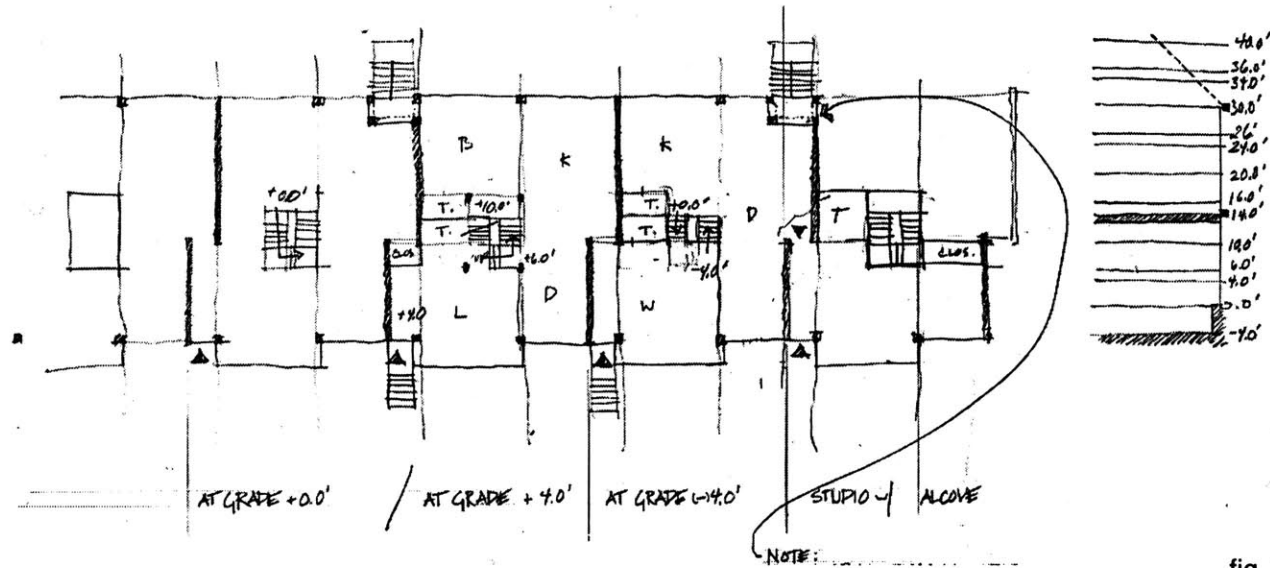 B
K
K
+0.0'
T.
+10.0'
T.
+0.0'
T.
T.
D
T
CLOS.
UP
+6.0'
-4.0'
CLOS.
+4.0
L
D
W
AT GRADE +0.0'
AT GRADE + 4.0'
AT GRADE (-)4.0'
STUDIO w/ ALCOVE
NOTE:
40.0'
36.0'
34.0'
30.0'
26'
24.0'
20.0'
16.0'
14.0'
10.0'
6.0'
4.0'
-4.0'
fig